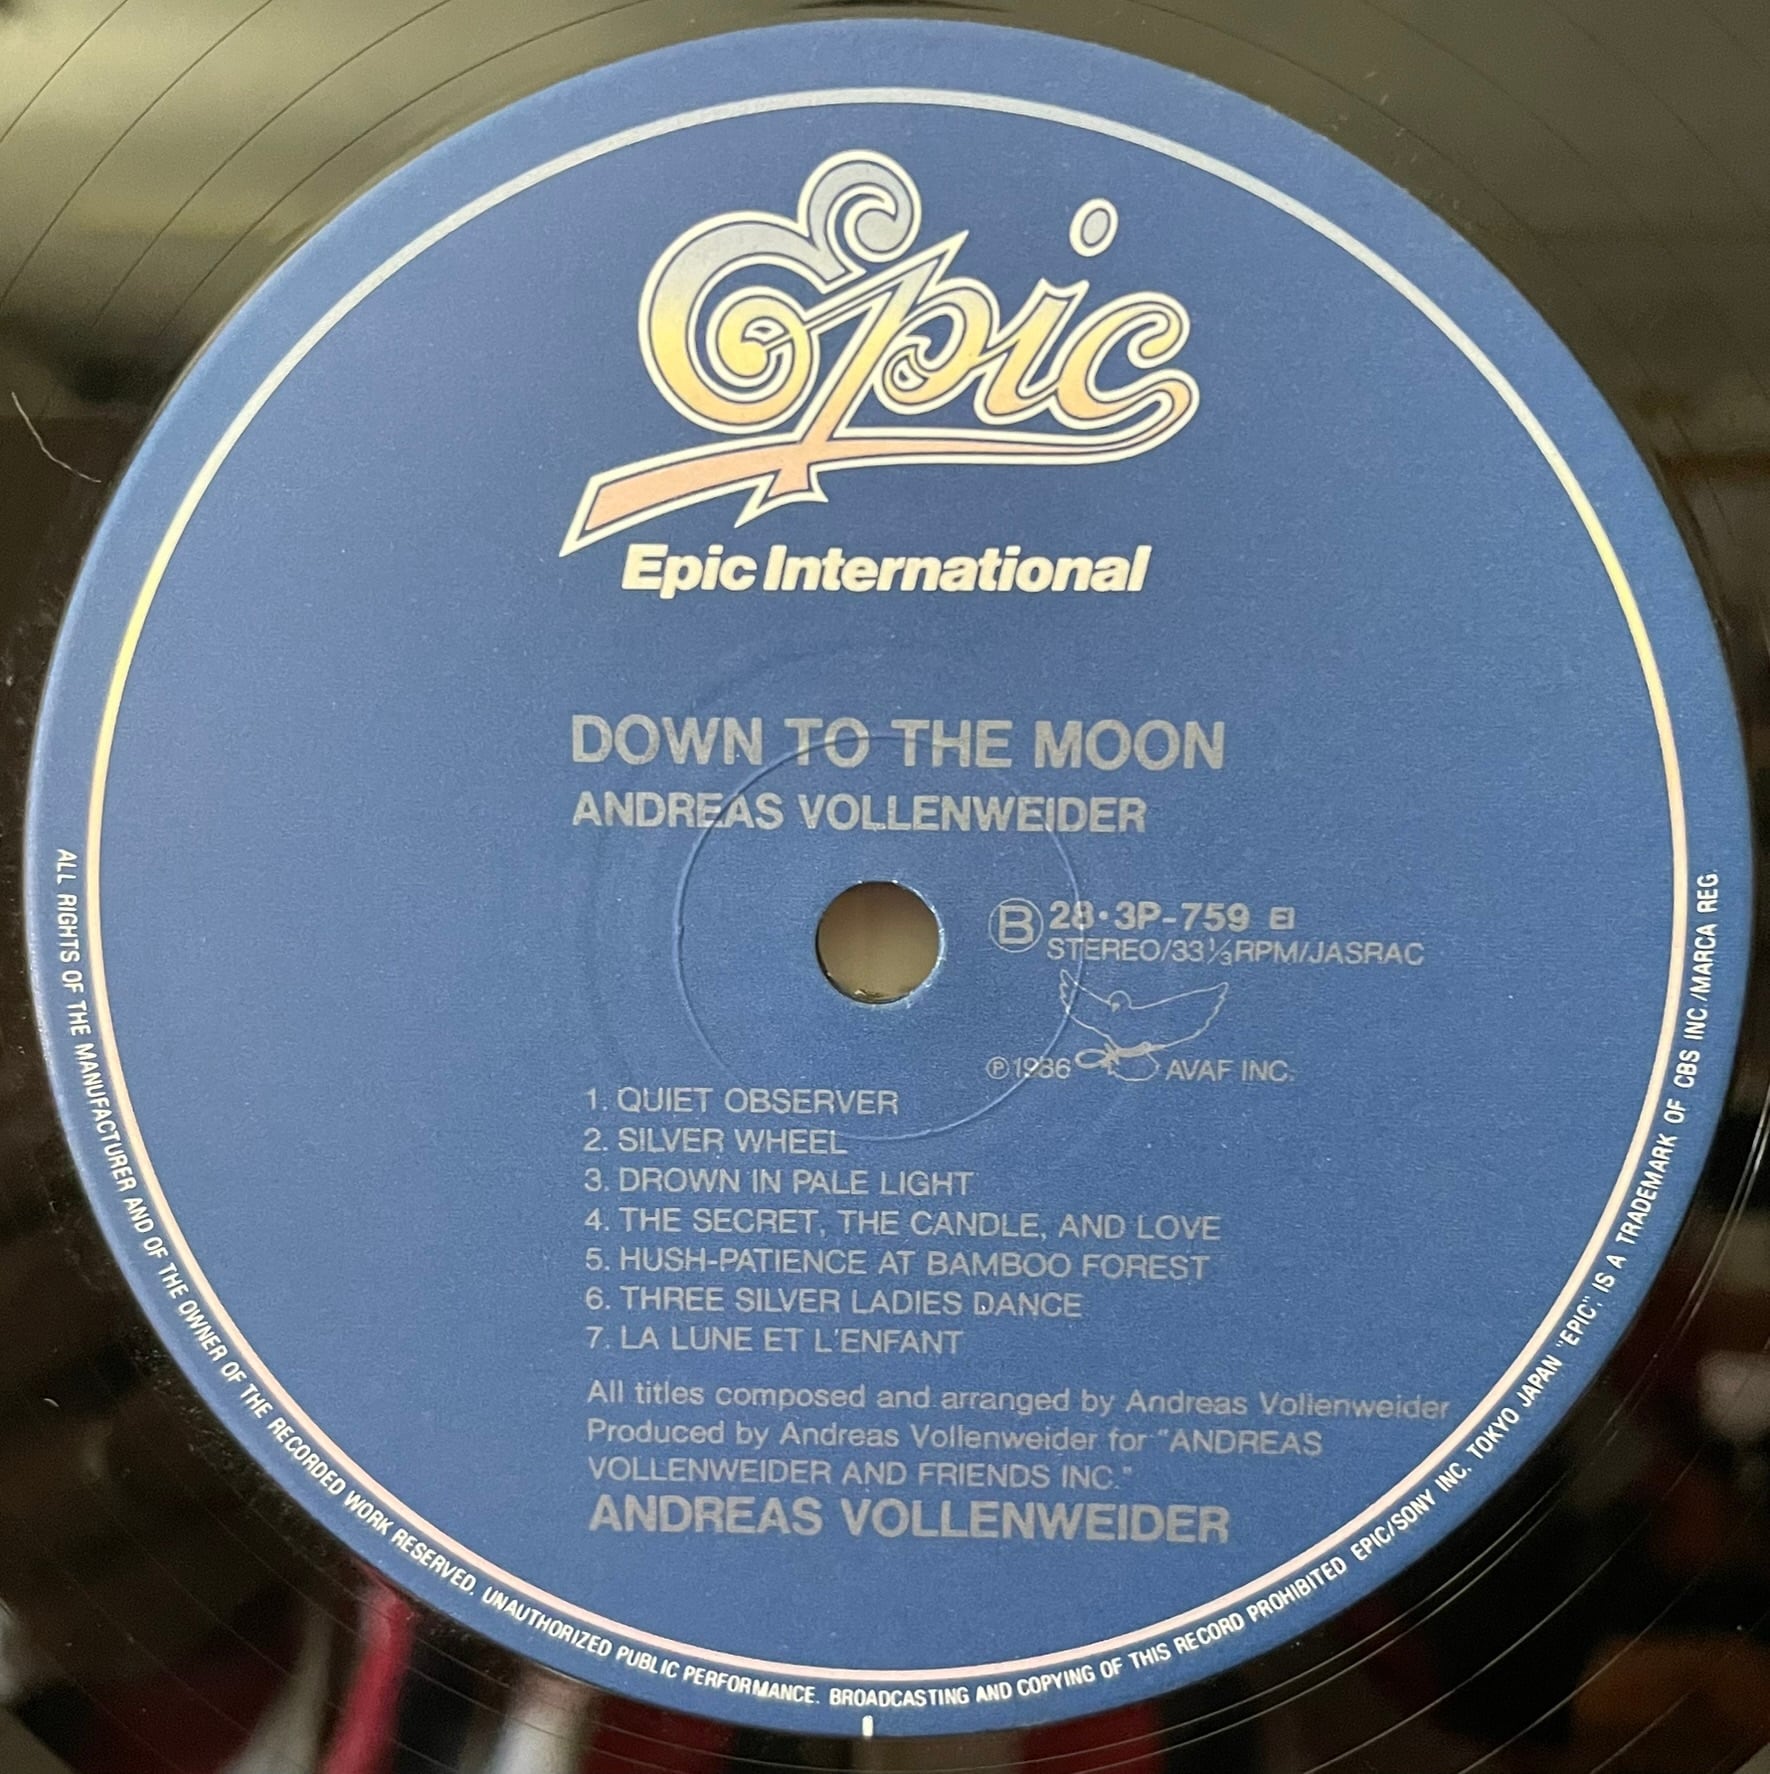 Epic
Epic International
DOWN TO THE MOON
ANDREAS VOLLENWEIDER
Ⓑ 28・3P-759 EI
STEREO/33⅓RPM/JASRAC
Ⓟ1986 AVAF INC.
1. QUIET OBSERVER
2. SILVER WHEEL
3. DROWN IN PALE LIGHT
4. THE SECRET, THE CANDLE, AND LOVE
5. HUSH-PATIENCE AT BAMBOO FOREST
6. THREE SILVER LADIES DANCE
7. LA LUNE ET L'ENFANT
All titles composed and arranged by Andreas Vollenweider
Produced by Andreas Vollenweider for "ANDREAS
VOLLENWEIDER AND FRIENDS INC."
ANDREAS VOLLENWEIDER
ALL RIGHTS OF THE MANUFACTURER AND OF THE OWNER OF THE RECORDED WORK RESERVED. UNAUTHORIZED PUBLIC PERFORMANCE. BROADCASTING AND COPYING OF THIS RECORD PROHIBITED EPIC/SONY INC. TOKYO JAPAN "EPIC", IS A TRADEMARK OF CBS INC./MARCA REG.